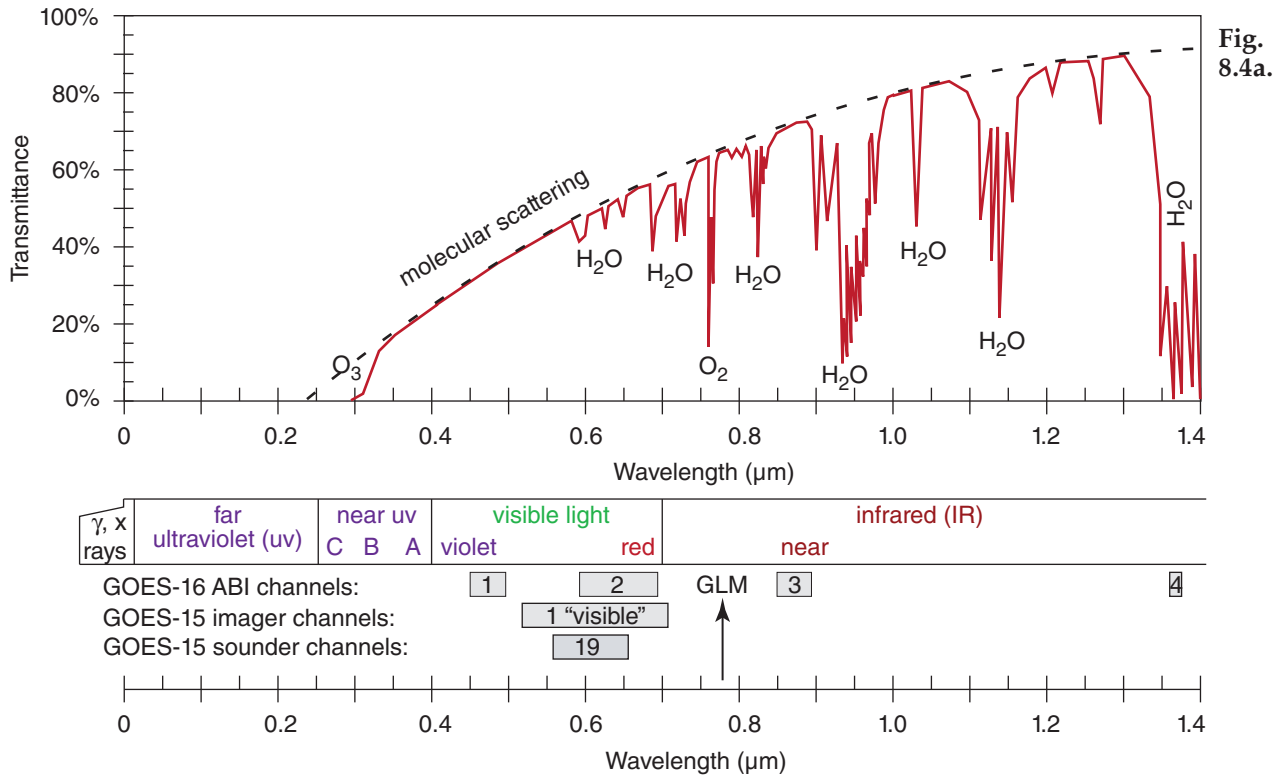 Fig.
8.4a.
100%
80%
60%
40%
20%
0%
Transmittance
molecular scattering
O3
H2O
H2O
O2
H2O
H2O
H2O
H2O
H2O
0 0.2 0.4 0.6 0.8 1.0 1.2 1.4
Wavelength (µm)
γ, x
rays
far
ultraviolet (uv)
near uv
C B A
visible light
violet red
infrared (IR)
near
GOES-16 ABI channels: 1 2 GLM 3 4
GOES-15 imager channels: 1 “visible”
GOES-15 sounder channels: 19
0 0.2 0.4 0.6 0.8 1.0 1.2 1.4
Wavelength (µm)